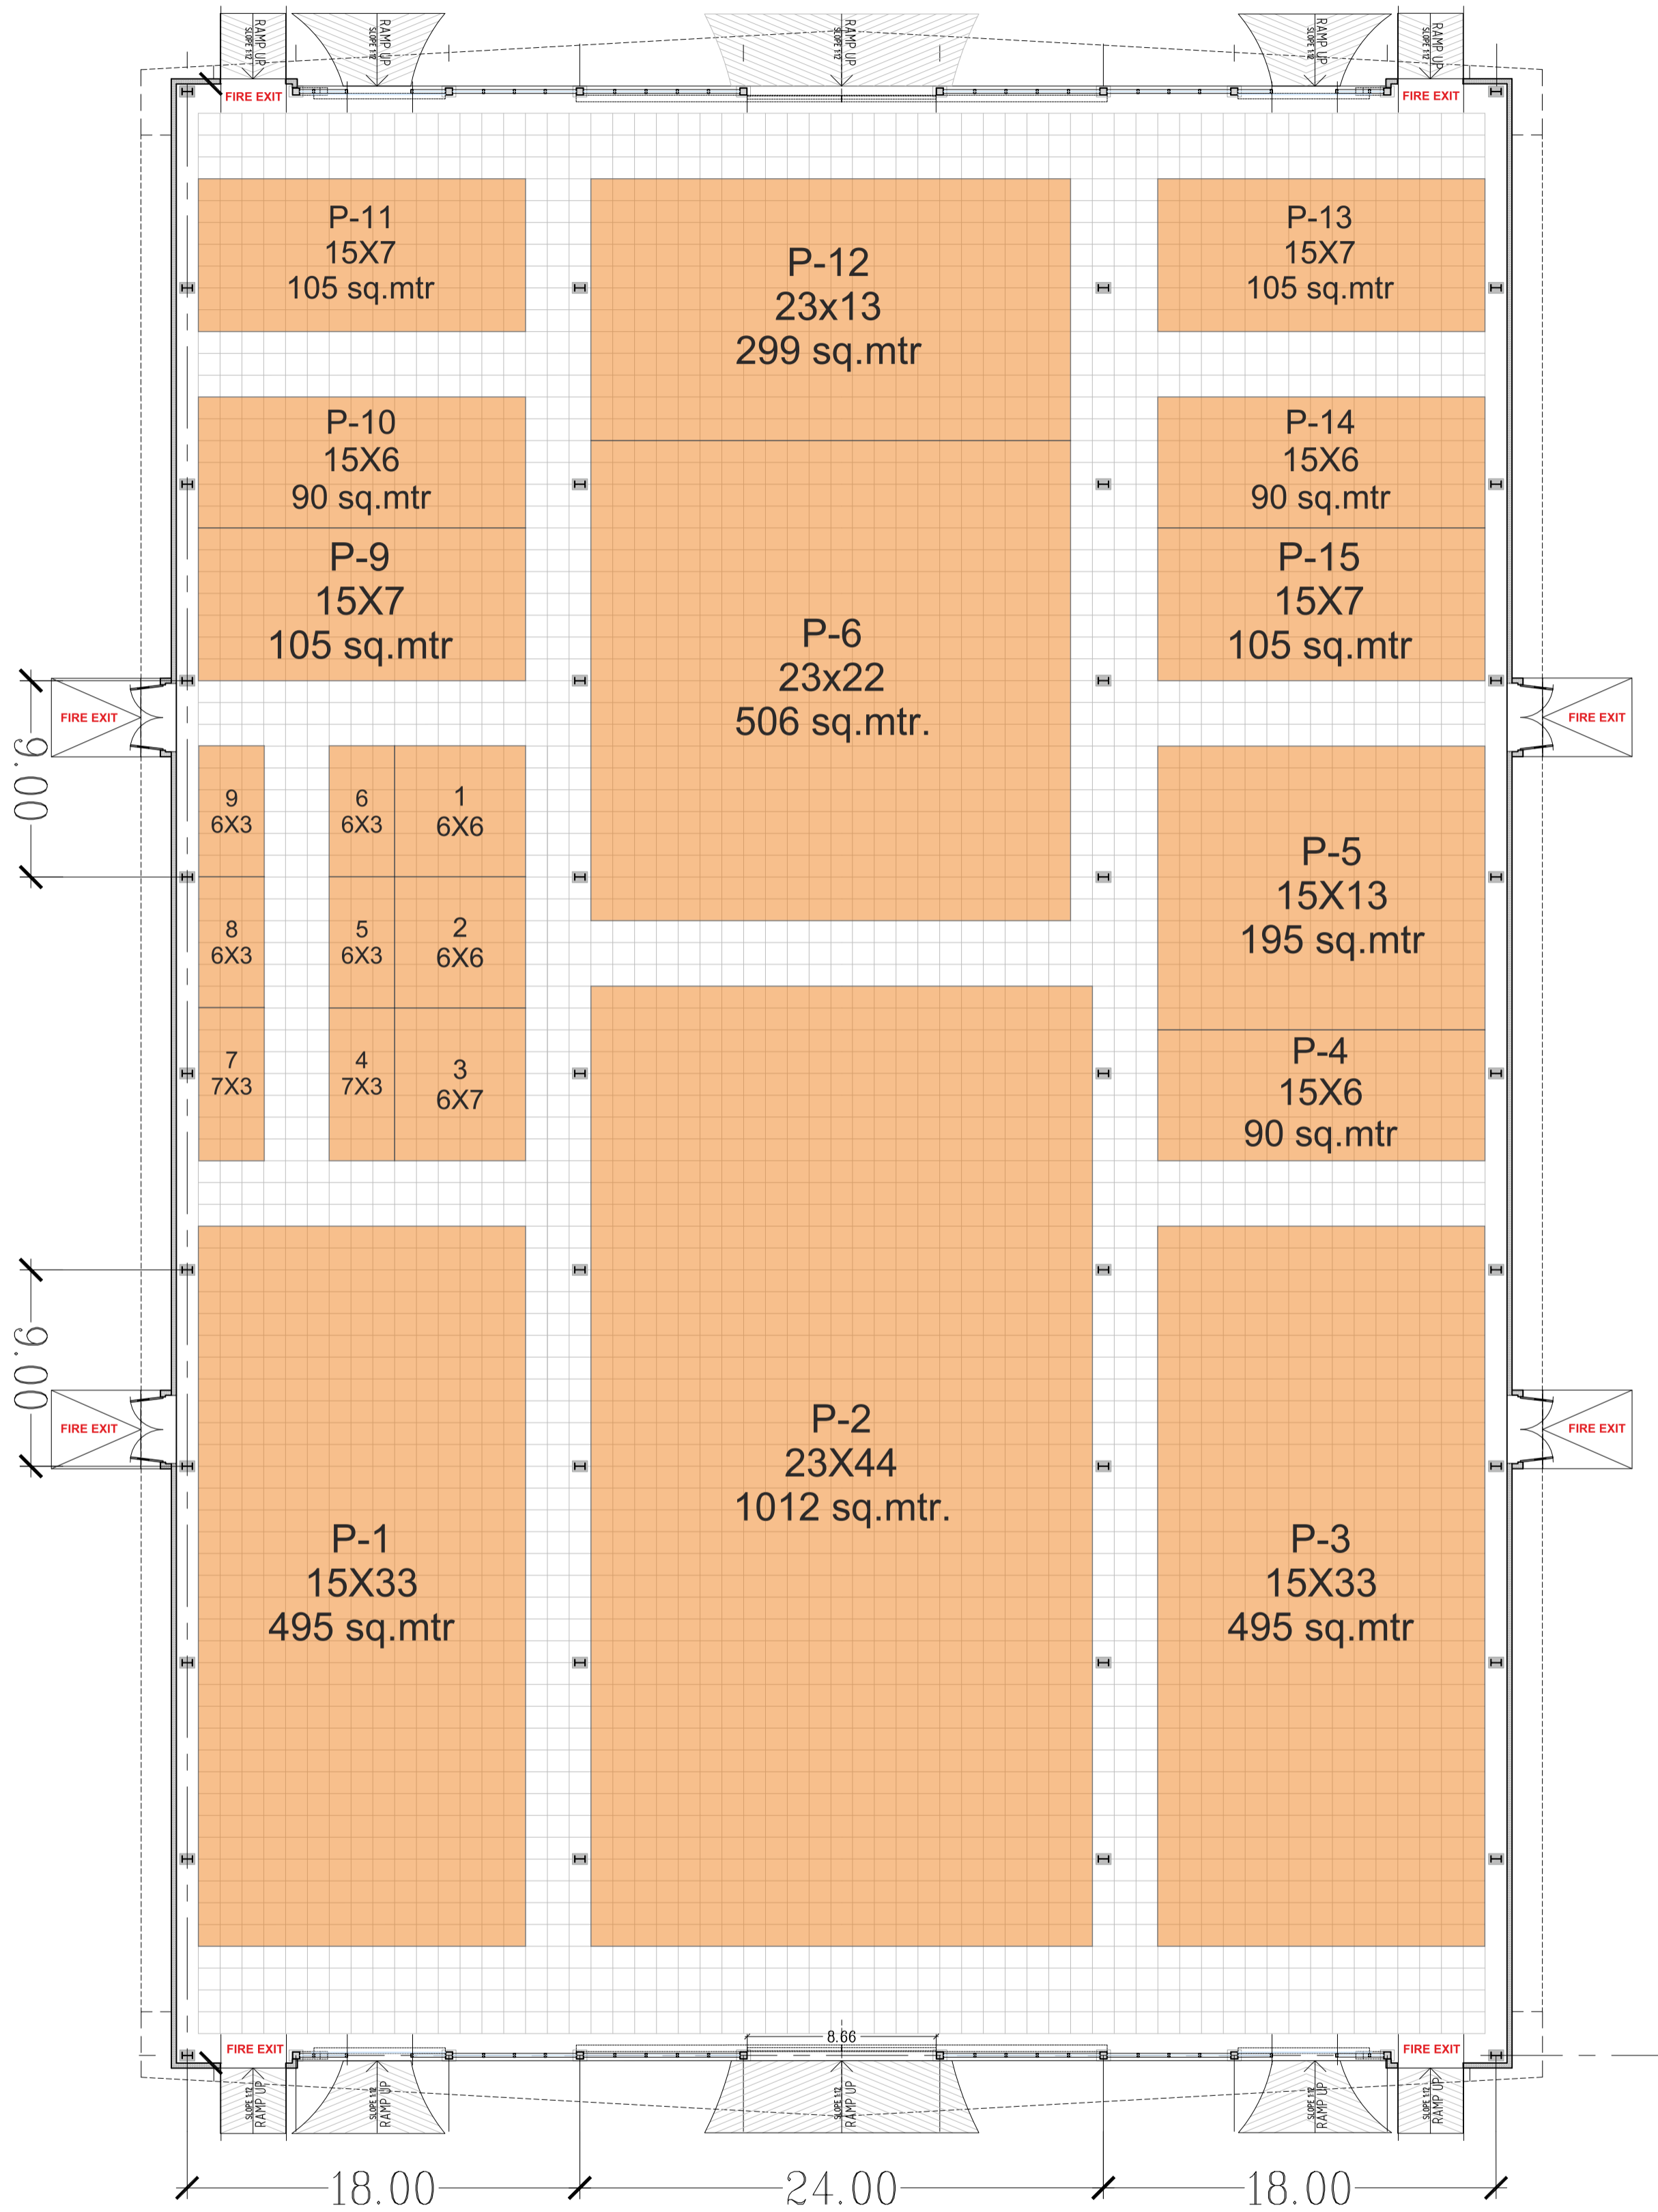 RAMP UP
SLOPE 1:12
RAMP UP
SLOPE 1:12
RAMP UP
SLOPE 1:12
RAMP UP
SLOPE 1:12
RAMP UP
SLOPE 1:12
FIRE EXIT
FIRE EXIT
P-11
15X7
105 sq.mtr
P-12
23x13
299 sq.mtr
P-13
15X7
105 sq.mtr
P-10
15X6
90 sq.mtr
P-14
15X6
90 sq.mtr
P-9
15X7
105 sq.mtr
P-6
23x22
506 sq.mtr.
P-15
15X7
105 sq.mtr
FIRE EXIT
FIRE EXIT
9.00
9
6X3
6
6X3
1
6X6
8
6X3
5
6X3
2
6X6
7
7X3
4
7X3
3
6X7
P-5
15X13
195 sq.mtr
P-4
15X6
90 sq.mtr
9.00
FIRE EXIT
FIRE EXIT
P-1
15X33
495 sq.mtr
P-2
23X44
1012 sq.mtr.
P-3
15X33
495 sq.mtr
8.66
FIRE EXIT
FIRE EXIT
SLOPE 1:12
RAMP UP
SLOPE 1:12
RAMP UP
SLOPE 1:12
RAMP UP
SLOPE 1:12
RAMP UP
SLOPE 1:12
RAMP UP
18.00
24.00
18.00